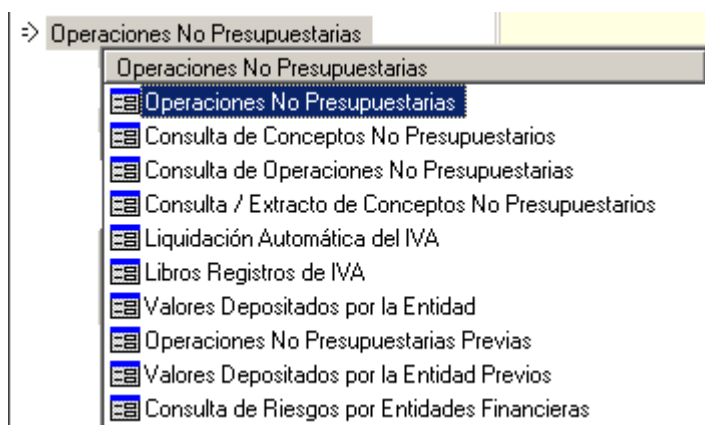 Operaciones No Presupuestarias
Operaciones No Presupuestarias
Operaciones No Presupuestarias
Consulta de Conceptos No Presupuestarios
Consulta de Operaciones No Presupuestarias
Consulta / Extracto de Conceptos No Presupuestarios
Liquidación Automática del IVA
Libros Registros de IVA
Valores Depositados por la Entidad
Operaciones No Presupuestarias Previas
Valores Depositados por la Entidad Previos
Consulta de Riesgos por Entidades Financieras